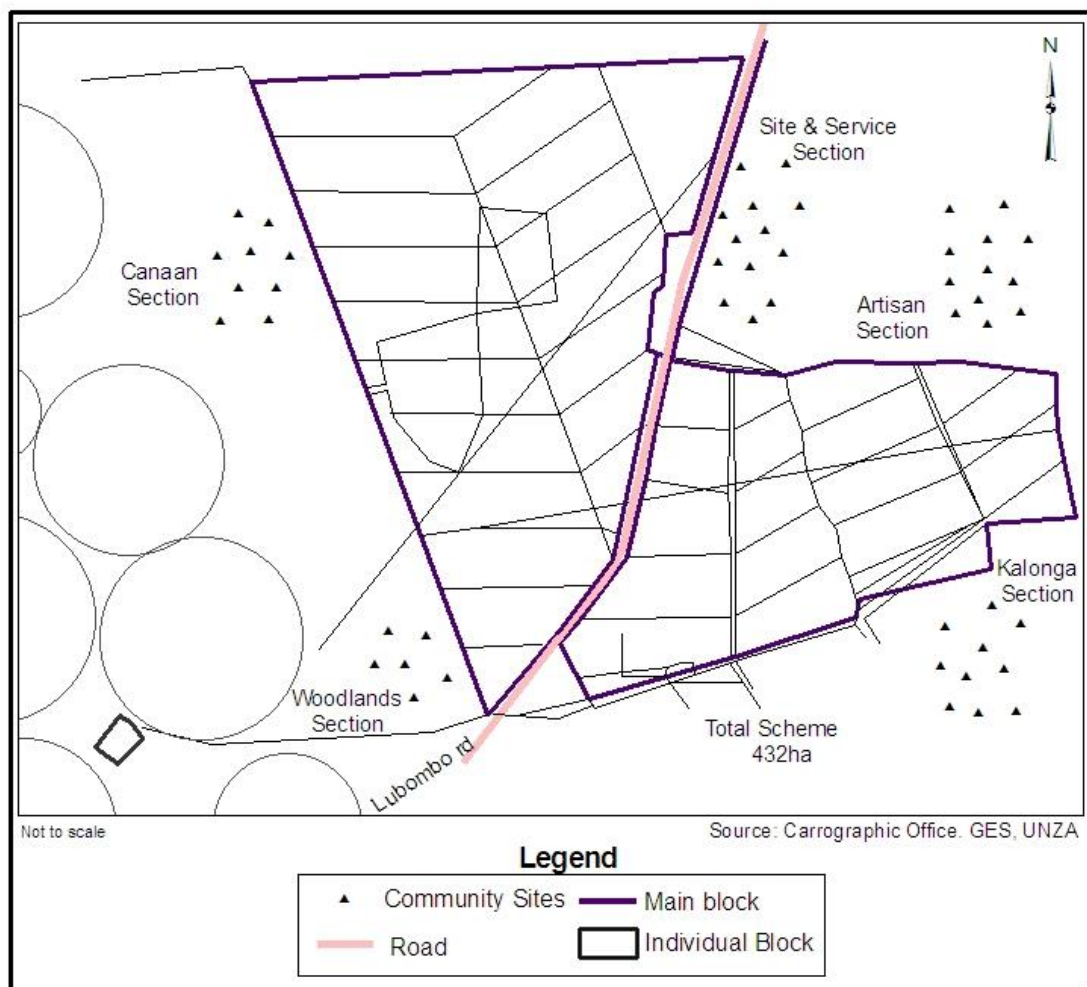 N
Site & Service
Section
Canaan
Section
Artisan
Section
Kalonga
Section
Woodlands
Section
Total Scheme
432ha
Lubombo rd
Not to scale
Source: Carrographic Office. GES, UNZA
Legend
Community Sites
Main block
Road
Individual Block